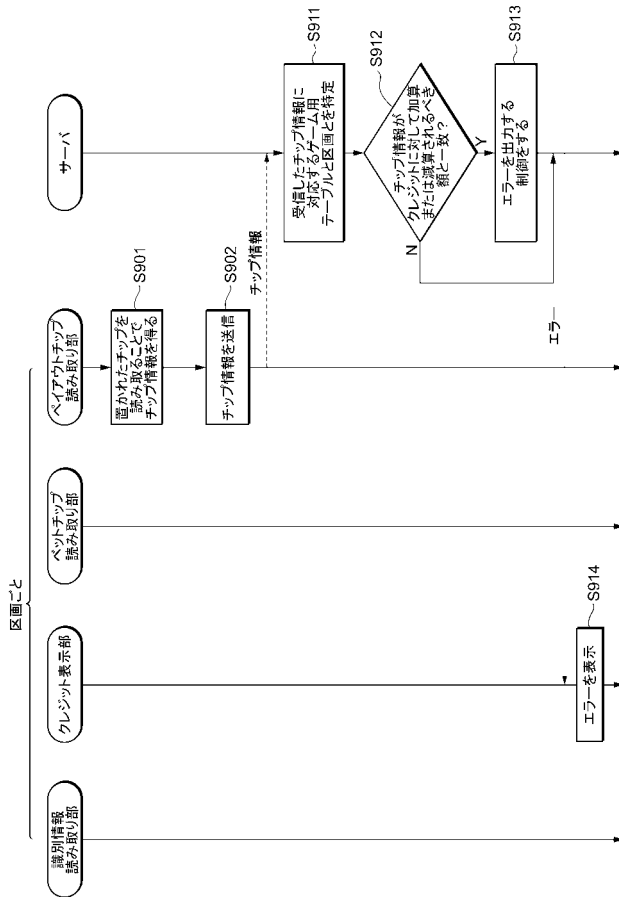 区画ごと
識別情報
読み取り部
クレジット表示部
ベットチップ
読み取り部
ペイアウトチップ
読み取り部
サーバ
置かれたチップを
読み取ることで
チップ情報を得る
S901
チップ情報を送信
S902
チップ情報
受信したチップ情報に
対応するゲーム用
テーブルと区画とを特定
S911
チップ情報が
クレジットに対して加算
または減算されるべき
額と一致?
S912
N
Y
エラーを出力する
制御をする
S913
エラー
エラーを表示
S914